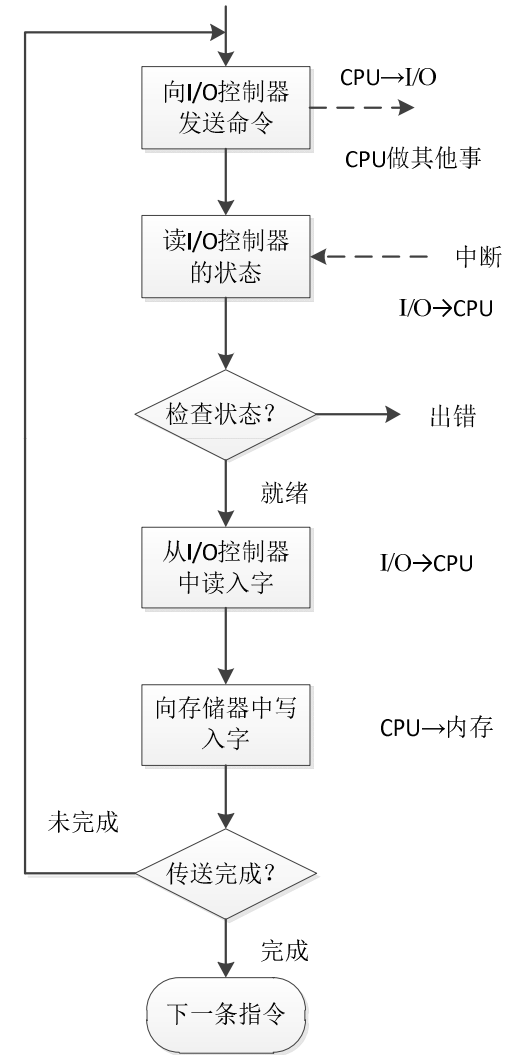 向I/O控制器
发送命令
CPU→I/O
CPU做其他事
读I/O控制器
的状态
中断
I/O→CPU
检查状态?
出错
就绪
从I/O控制器
中读入字
I/O→CPU
向存储器中写
入字
CPU→内存
未完成
传送完成?
完成
下一条指令